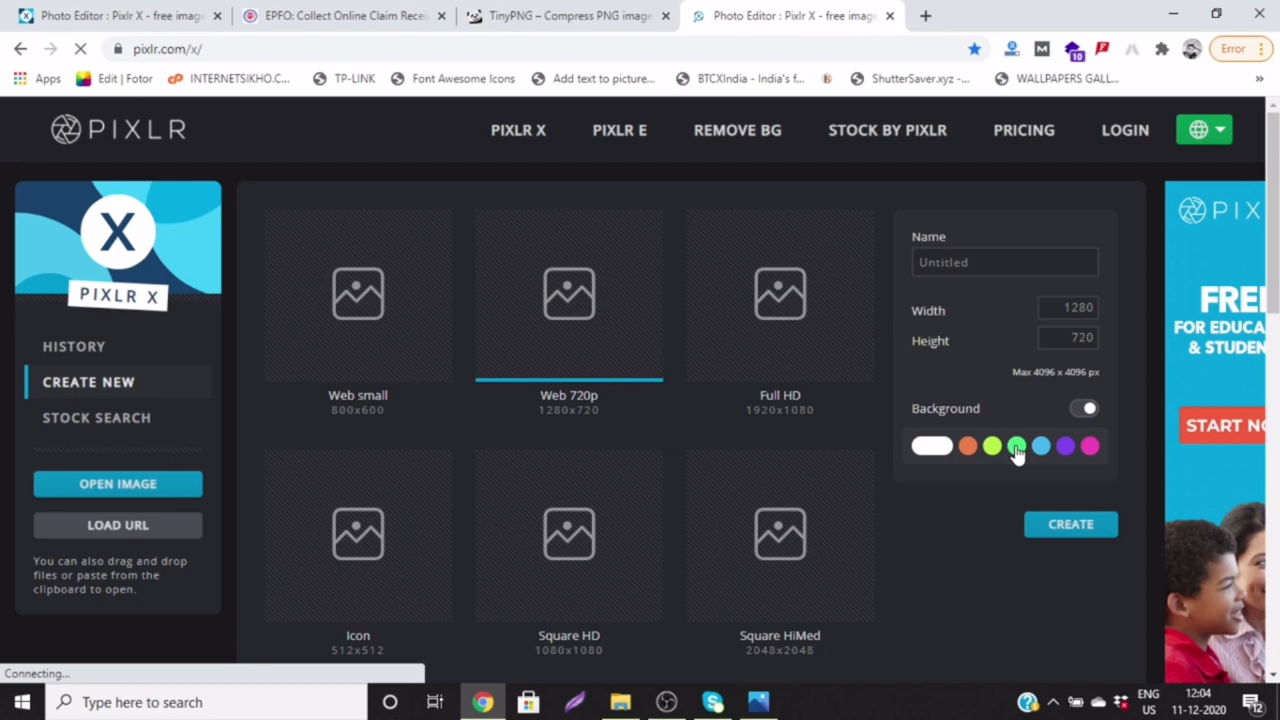 Photo Editor : Pixlr X - free imag
EPFO: Collect Online Claim Recei
TinyPNG – Compress PNG image
Photo Editor : Pixlr X - free imag
pixlr.com/x/
10
Error
Apps
Edit | Fotor
INTERNETSIKHO.C...
TP-LINK
Font Awesome Icons
Add text to picture...
BTCXIndia - India's f...
ShutterSaver.xyz -...
WALLPAPERS GALL...
»
PIXLR
PIXLR X
PIXLR E
REMOVE BG
STOCK BY PIXLR
PRICING
LOGIN
X
PIXLR X
HISTORY
CREATE NEW
STOCK SEARCH
OPEN IMAGE
LOAD URL
You can also drag and drop
files or paste from the
clipboard to open.
Web small
800x600
Web 720p
1280x720
Full HD
1920x1080
Icon
512x512
Square HD
1080x1080
Square HiMed
2048x2048
Name
Untitled
Width 1280
Height 720
Max 4096 x 4096 px
Background
CREATE
PIX
FREE
FOR EDUCA
& STUDEN
START NO
Connecting...
Type here to search
ENG
US
12:04
11-12-2020
12